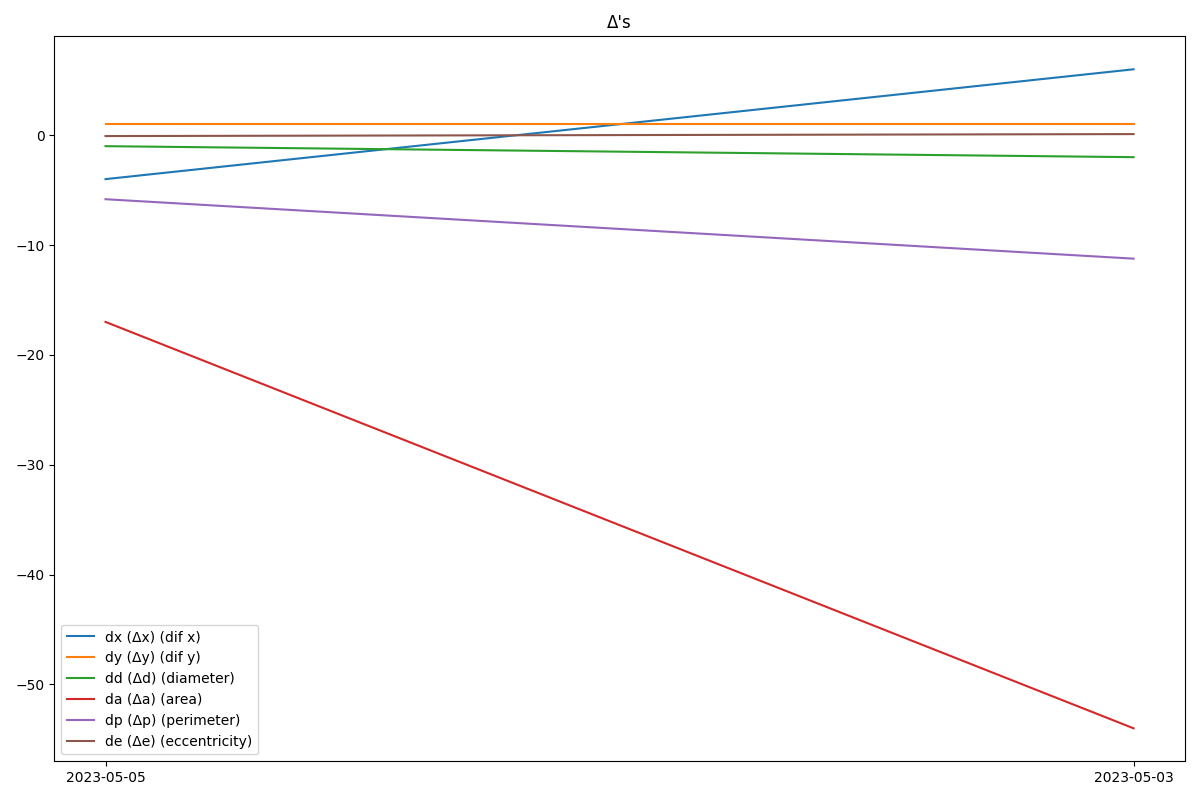 Δ's
0
−10
−20
−30
−40
−50
dx (Δx) (dif x)
dy (Δy) (dif y)
dd (Δd) (diameter)
da (Δa) (area)
dp (Δp) (perimeter)
de (Δe) (eccentricity)
2023-05-05
2023-05-03